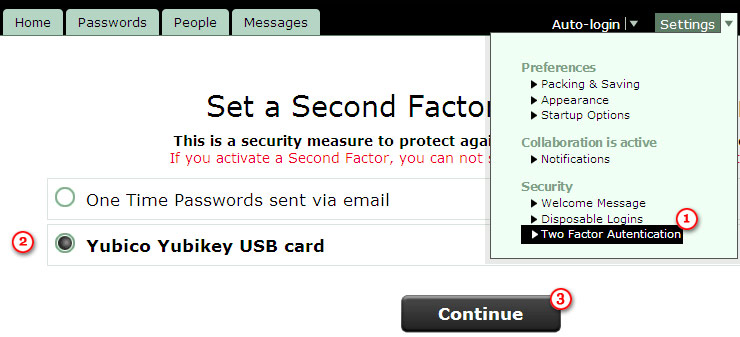 Home Passwords People Messages Auto-login Settings
Preferences
Packing & Saving
Appearance
Startup Options
Collaboration is active
Notifications
Security
Welcome Message
Disposable Logins
Two Factor Autentication
1
Set a Second Factor
This is a security measure to protect agai
If you activate a Second Factor, you can not s
One Time Passwords sent via email
2
Yubico Yubikey USB card
Continue
3